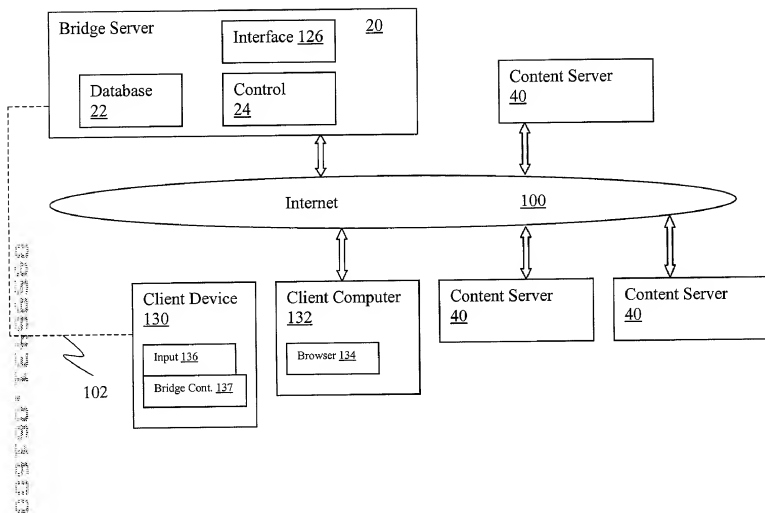 Bridge Server
20
Interface 126
Database
22
Control
24
Content Server
40
Internet
100
Client Device
130
Input 136
Bridge Cont. 137
Client Computer
132
Browser 134
Content Server
40
Content Server
40
102